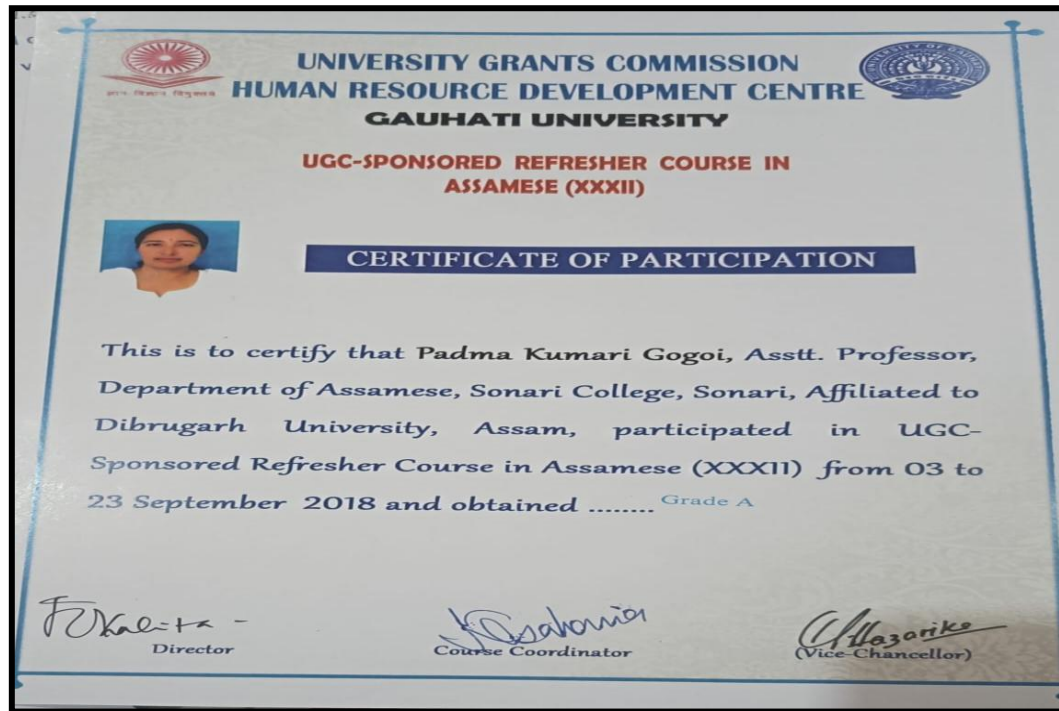 UNIVERSITY GRANTS COMMISSION
HUMAN RESOURCE DEVELOPMENT CENTRE
GAUHATI UNIVERSITY
UGC-SPONSORED REFRESHER COURSE IN
ASSAMESE (XXXII)
CERTIFICATE OF PARTICIPATION
This is to certify that Padma Kumari Gogoi, Asstt. Professor,
Department of Assamese, Sonari College, Sonari, Affiliated to
Dibrugarh University, Assam, participated in UGC-
Sponsored Refresher Course in Assamese (XXXII) from 03 to
23 September 2018 and obtained ........ Grade A
Director
Course Coordinator
(Vice-Chancellor)